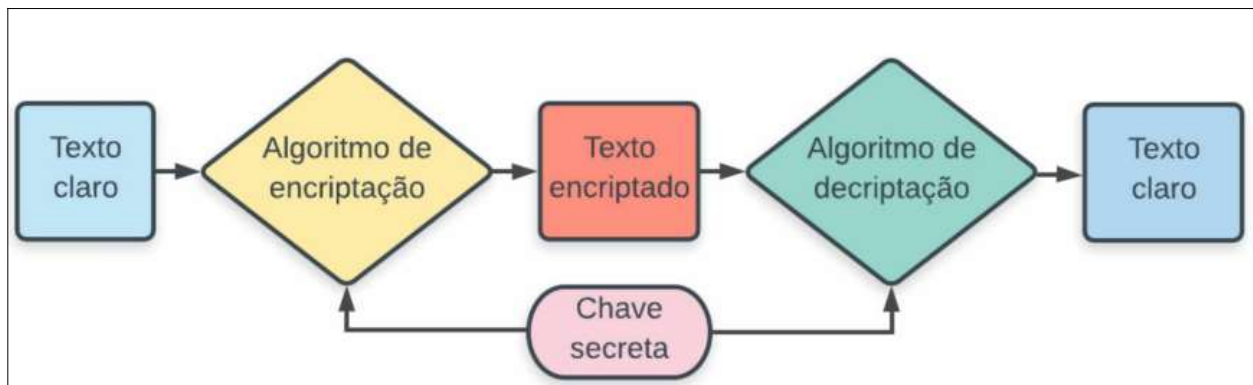 Texto
claro
Algoritmo de
encriptação
Texto
encriptado
Algoritmo de
decriptação
Texto
claro
Chave
secreta